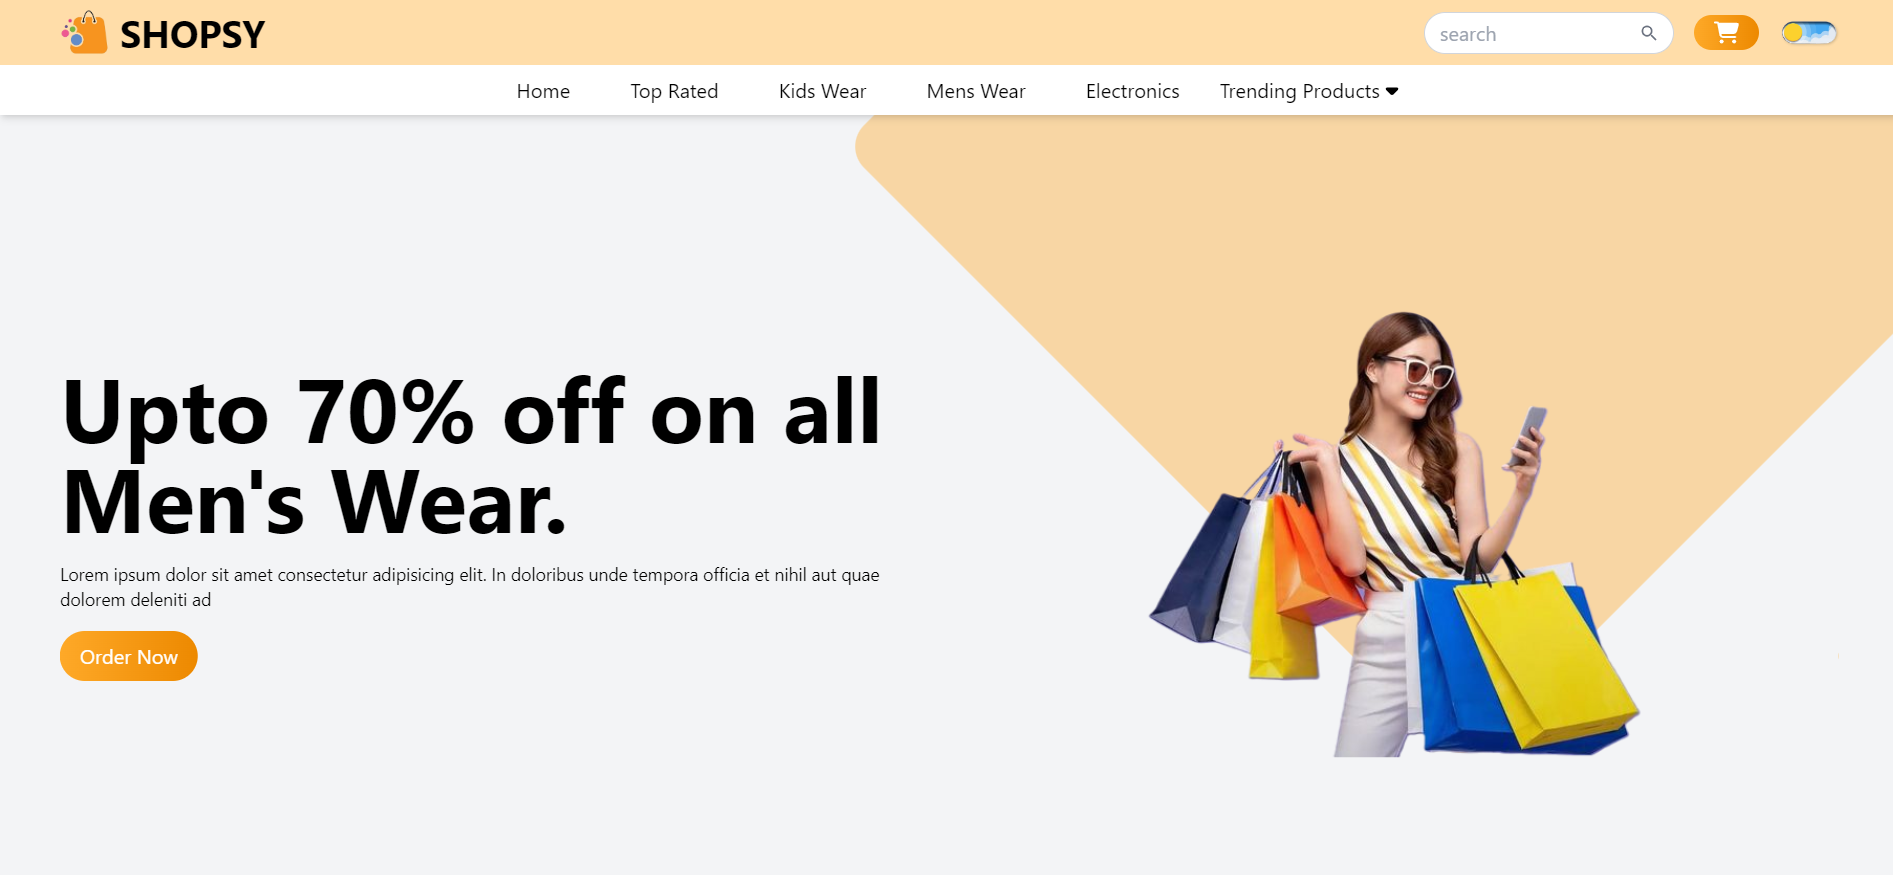 SHOPSY
search
Home
Top Rated
Kids Wear
Mens Wear
Electronics
Trending Products
Upto 70% off on all
Men's Wear.
Lorem ipsum dolor sit amet consectetur adipisicing elit. In doloribus unde tempora officia et nihil aut quae
dolorem deleniti ad
Order Now